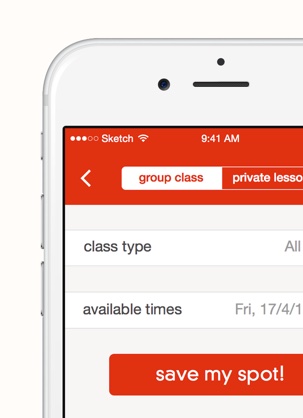 Sketch 9:41 AM
group class private lesso
class type All
available times Fri, 17/4/1
save my spot!